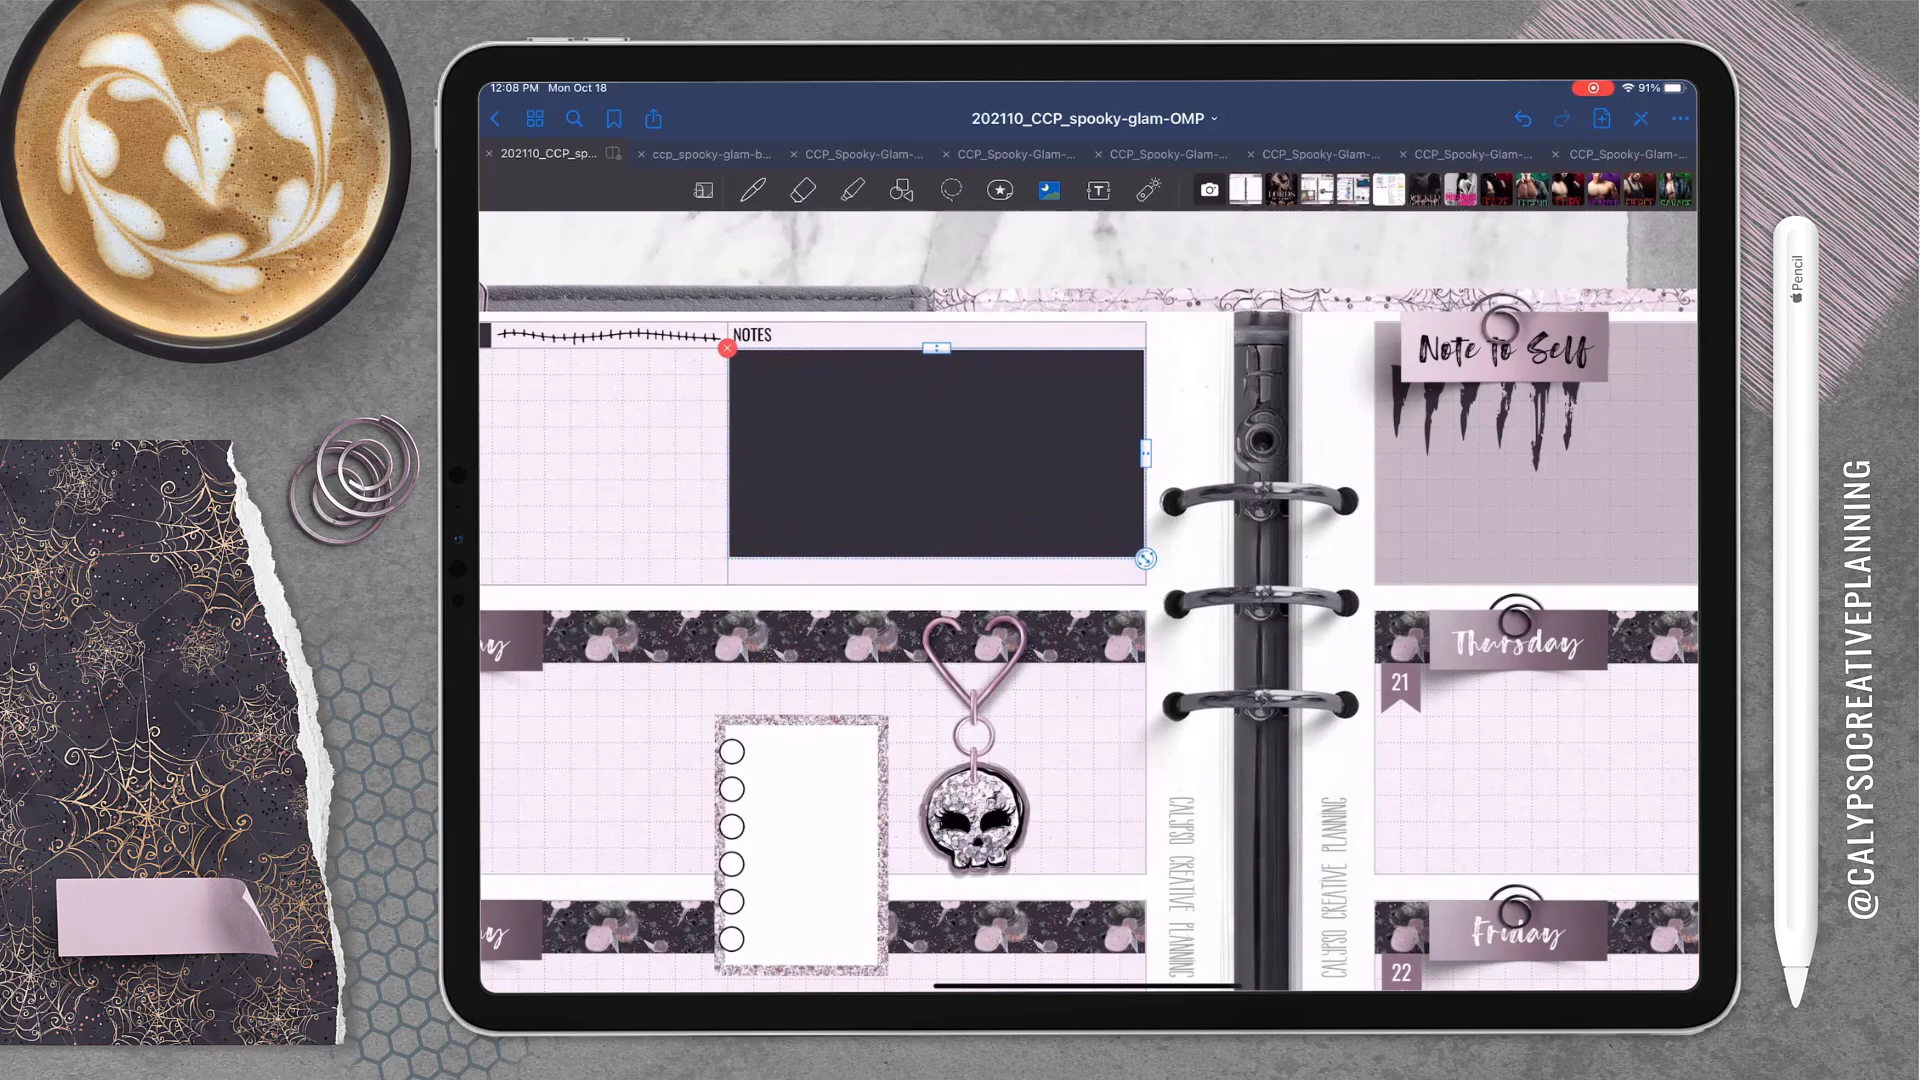 12:08 PM Mon Oct 18
91%
202110_CCP_spooky-glam-OMP
202110_CCP_sp...
ccp_spooky-glam-b...
CCP_Spooky-Glam-...
CCP_Spooky-Glam-...
CCP_Spooky-Glam-...
CCP_Spooky-Glam-...
CCP_Spooky-Glam-...
CCP_Spooky-Glam-...
NOTES
Note to Self
Thursday
21
Friday
22
ay
ay
CALYPSO CREATIVE PLANNING
CALYPSO CREATIVE PLANNING
Pencil
@CALYPSOCREATIVEPLANNING